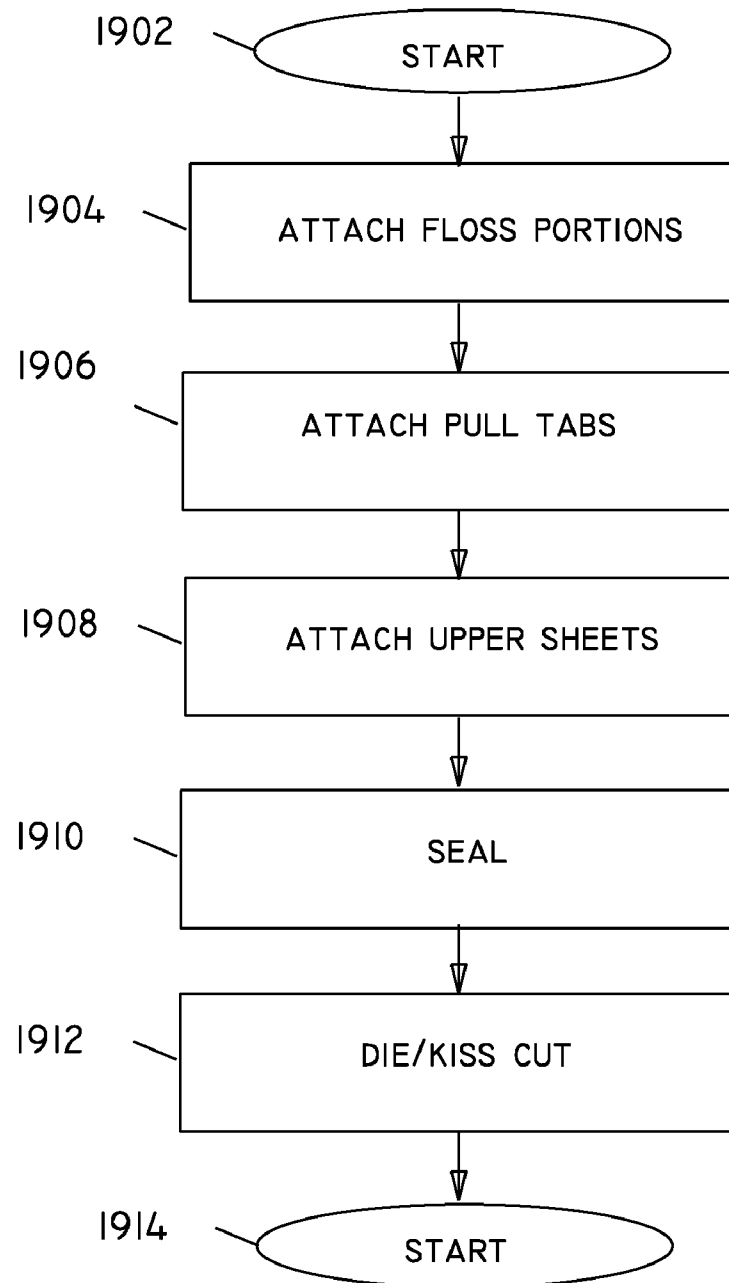 1902
START
1904
ATTACH FLOSS PORTIONS
1906
ATTACH PULL TABS
1908
ATTACH UPPER SHEETS
1910
SEAL
1912
DIE/KISS CUT
1914
START